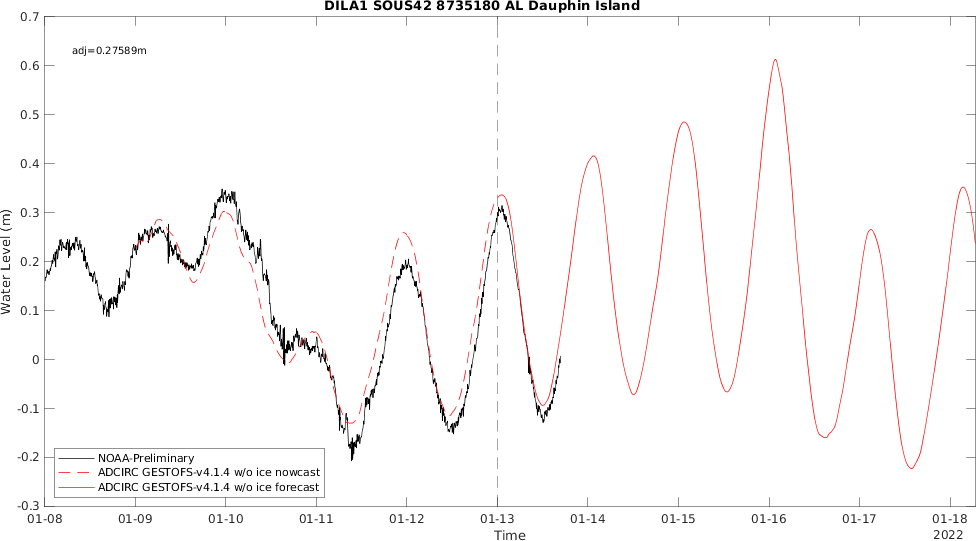 DILA1 SOUS42 8735180 AL Dauphin Island
adj=0.27589m
0.7
0.6
0.5
0.4
0.3
0.2
0.1
0
-0.1
-0.2
-0.3
Water Level (m)
NOAA-Preliminary
ADCIRC GESTOFS-v4.1.4 w/o ice nowcast
ADCIRC GESTOFS-v4.1.4 w/o ice forecast
01-08 01-09 01-10 01-11 01-12 01-13 01-14 01-15 01-16 01-17 01-18
Time
2022